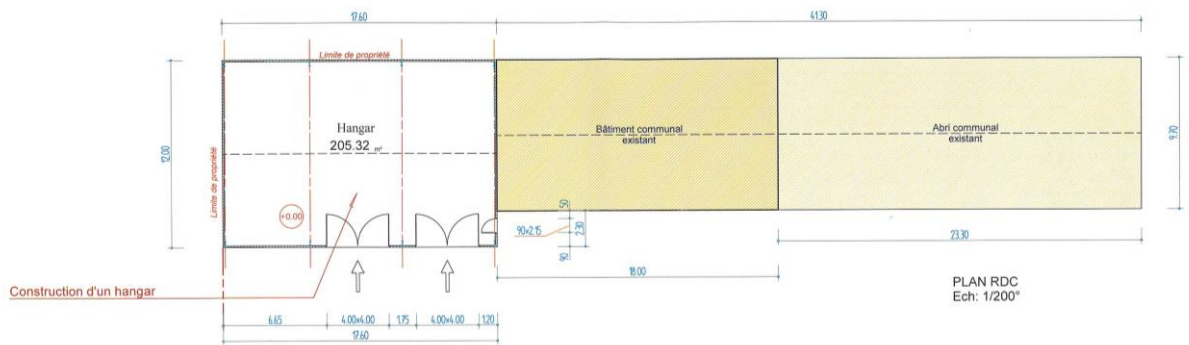 17.60
41.30
Limite de propriété
Limite de propriété
12.00
Hangar
205.32 m²
Bâtiment communal
existant
Abri communal
existant
9.70
+0.00
50
90x2.15
2.30
90
23.30
18.00
Construction d'un hangar
PLAN RDC
Ech: 1/200°
6.65
4.00x4.00
1.75
4.00x4.00
1.20
17.60